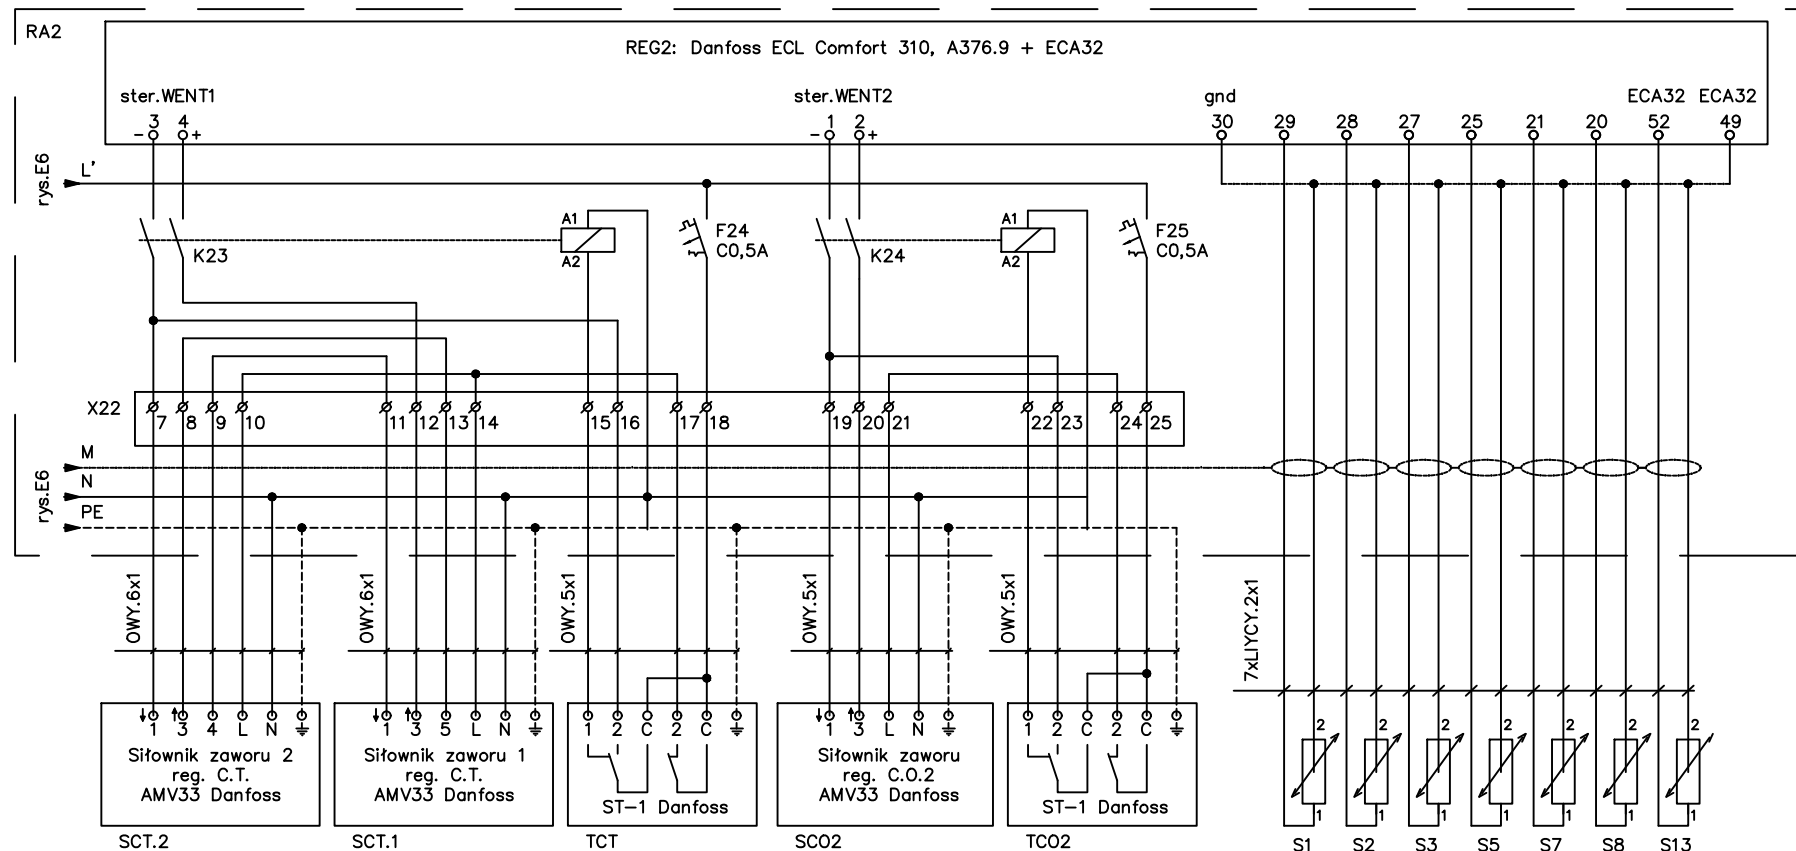 RA2
REG2: Danfoss ECL Comfort 310, A376.9 + ECA32
ster.WENT1 ster.WENT2 gnd ECA32 ECA32
3 4 1 2 30 29 28 27 25 21 20 52 49
- + - +
rys.E6
L'
A1 A1
F24 F25
C0,5A C0,5A
K23 K24
A2 A2
X22
7 8 9 10 11 12 13 14 15 16 17 18 19 20 21 22 23 24 25
M
N
rys.E6
PE
OWY.6x1 OWY.6x1 OWY.5x1 OWY.5x1 OWY.5x1 7xLIYCY.2x1
1 3 4 L N 1 3 5 L N 1 2 C 2 C 1 3 L N 1 2 C 2 C
2 2 2 2 2 2 2
Siłownik zaworu 2
reg. C.T.
AMV33 Danfoss
Siłownik zaworu 1
reg. C.T.
AMV33 Danfoss
ST-1 Danfoss
Siłownik zaworu
reg. C.O.2
AMV33 Danfoss
ST-1 Danfoss
1 1 1 1 1 1 1
SCT.2 SCT.1 TCT SCO2 TCO2 S1 S2 S3 S5 S7 S8 S13